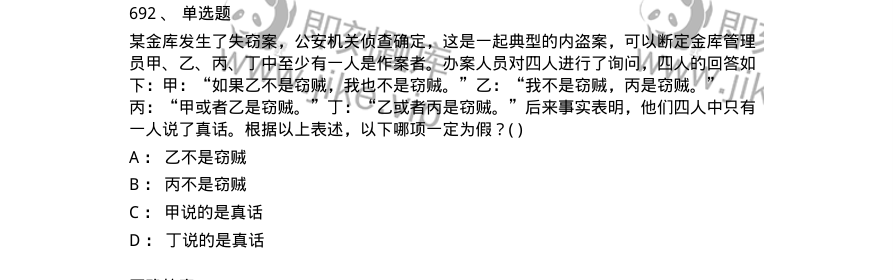 692 、 单选题
某金库发生了失窃案，公安机关侦查确定，这是一起典型的内盗案，可以断定金库管理
员甲、乙、丙、丁中至少有一人是作案者。办案人员对四人进行了询问，四人的回答如
下：甲：“如果乙不是窃贼，我也不是窃贼。”乙：“我不是窃贼，丙是窃贼。”
丙：“甲或者乙是窃贼。”丁：“乙或者丙是窃贼。”后来事实表明，他们四人中只有
一人说了真话。根据以上表述，以下哪项一定为假？( )
A ： 乙不是窃贼
B ： 丙不是窃贼
C ： 甲说的是真话
D ： 丁说的是真话